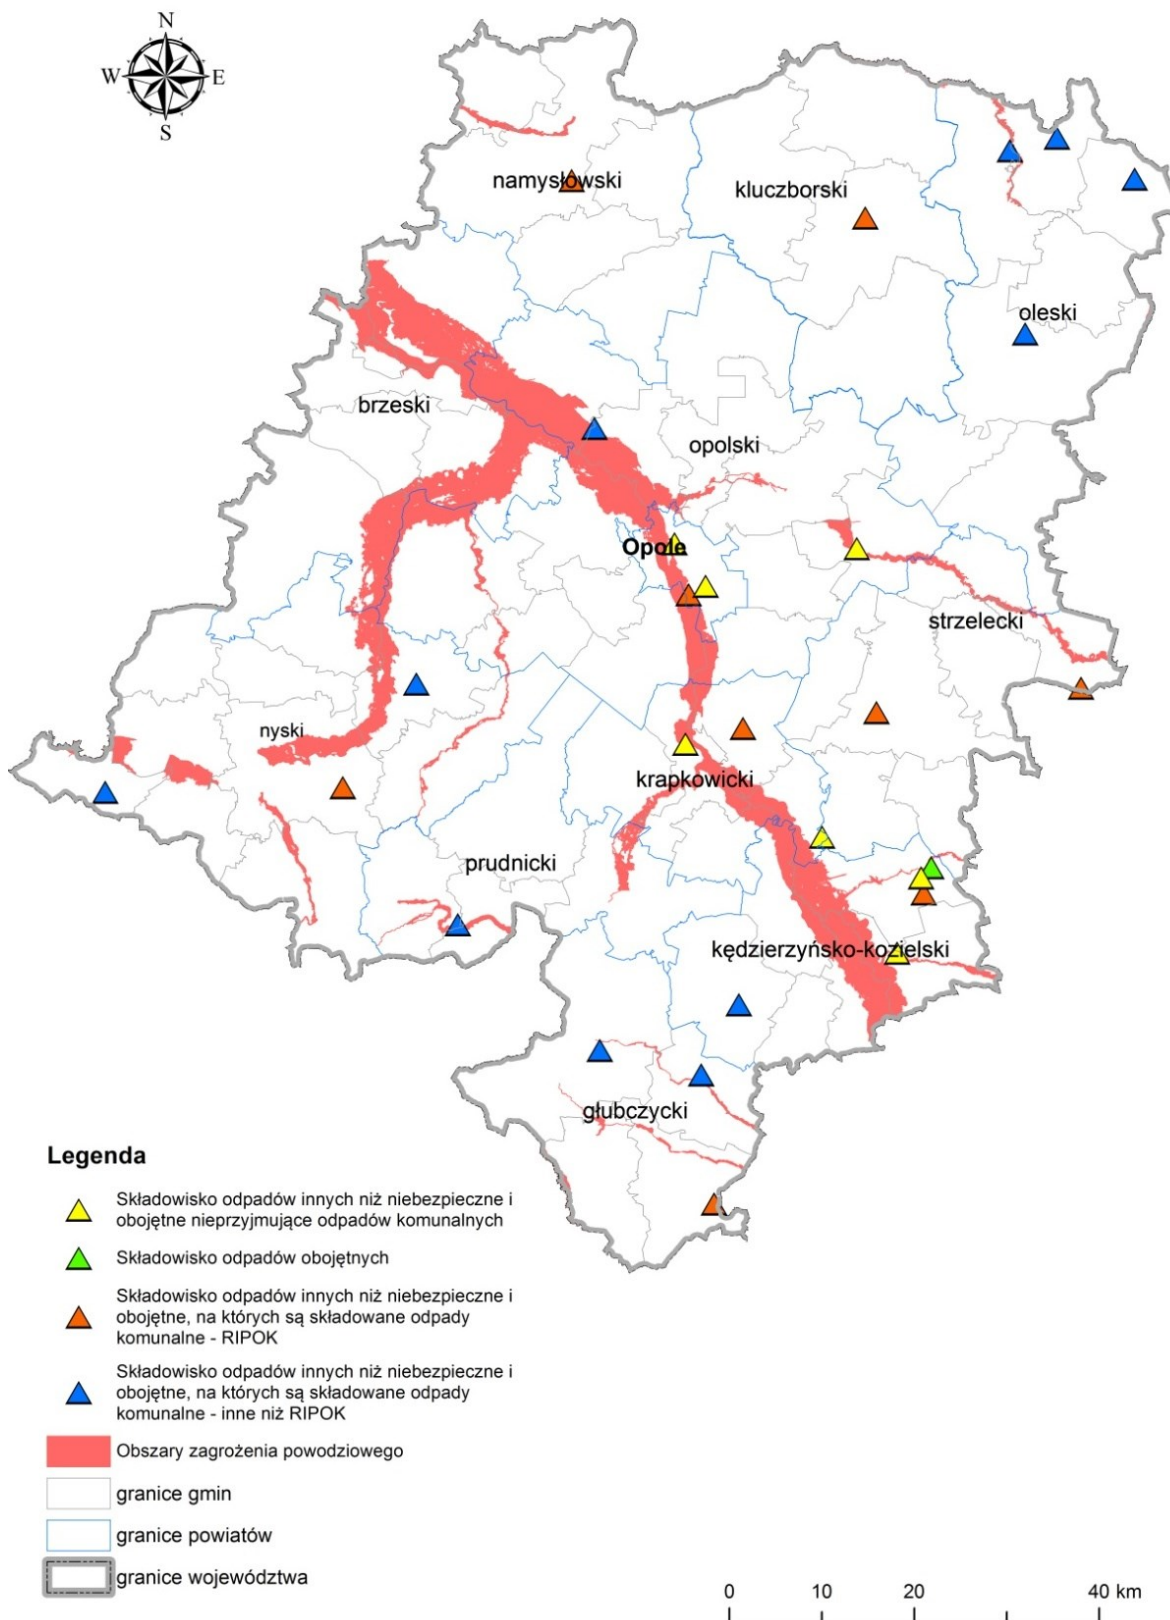 N
W E
S
namysłowski
kluczborski
oleski
brzeski
opolski
Opole
strzelecki
nyski
krapkowicki
prudnicki
kędzierzyńsko-kozielski
głubczycki
Legenda
Składowisko odpadów innych niż niebezpieczne i
obojętne nieprzyjmujące odpadów komunalnych
Składowisko odpadów obojętnych
Składowisko odpadów innych niż niebezpieczne i
obojętne, na których są składowane odpady
komunalne - RIPOK
Składowisko odpadów innych niż niebezpieczne i
obojętne, na których są składowane odpady
komunalne - inne niż RIPOK
Obszary zagrożenia powodziowego
granice gmin
granice powiatów
granice województwa
0 10 20 40 km